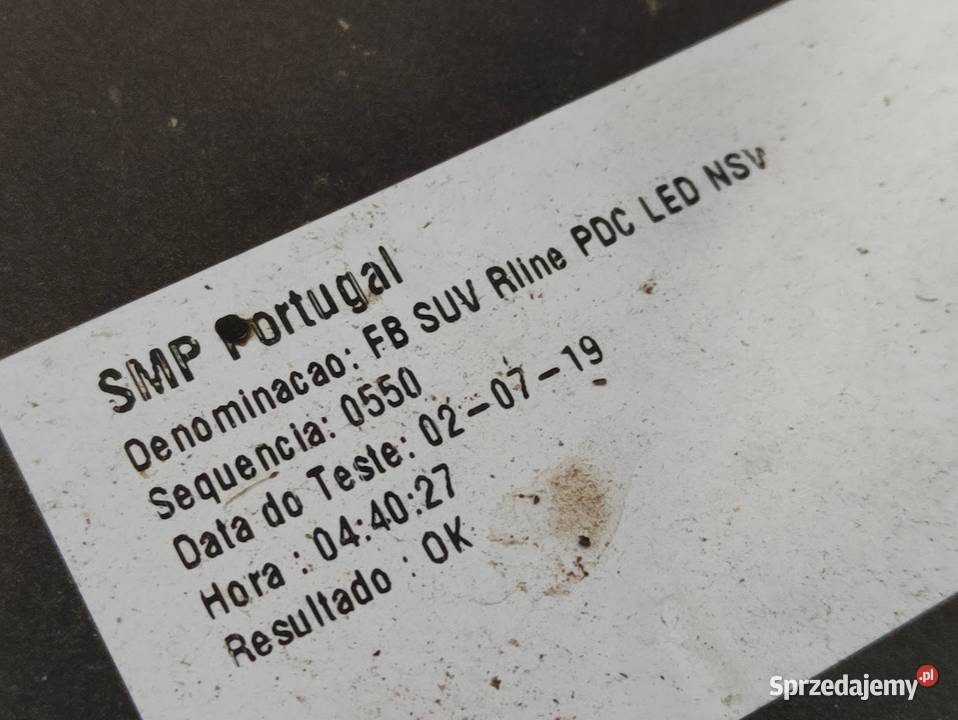 SMP Portugal
Denominacao: FB SUV Rline PDC LED NSV
Sequencia: 0550
Data do Teste: 02-07-19
Hora : 04:40:27
Resultado : OK
Sprzedajemy.pl